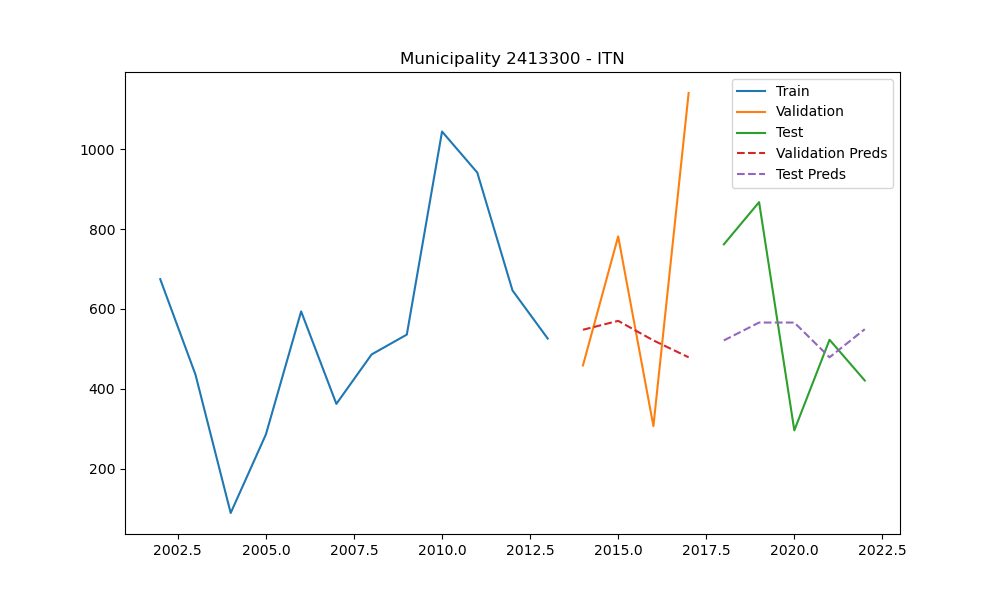 Municipality 2413300 - ITN
Train
Validation
Test
Validation Preds
Test Preds
1000
800
600
400
200
2002.5 2005.0 2007.5 2010.0 2012.5 2015.0 2017.5 2020.0 2022.5